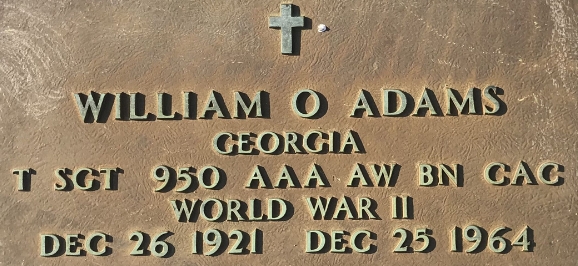 WILLIAM O ADAMS
GEORGIA
T SGT 950 AAA AW BN CAC
WORLD WAR II
DEC 26 1921 DEC 25 1964